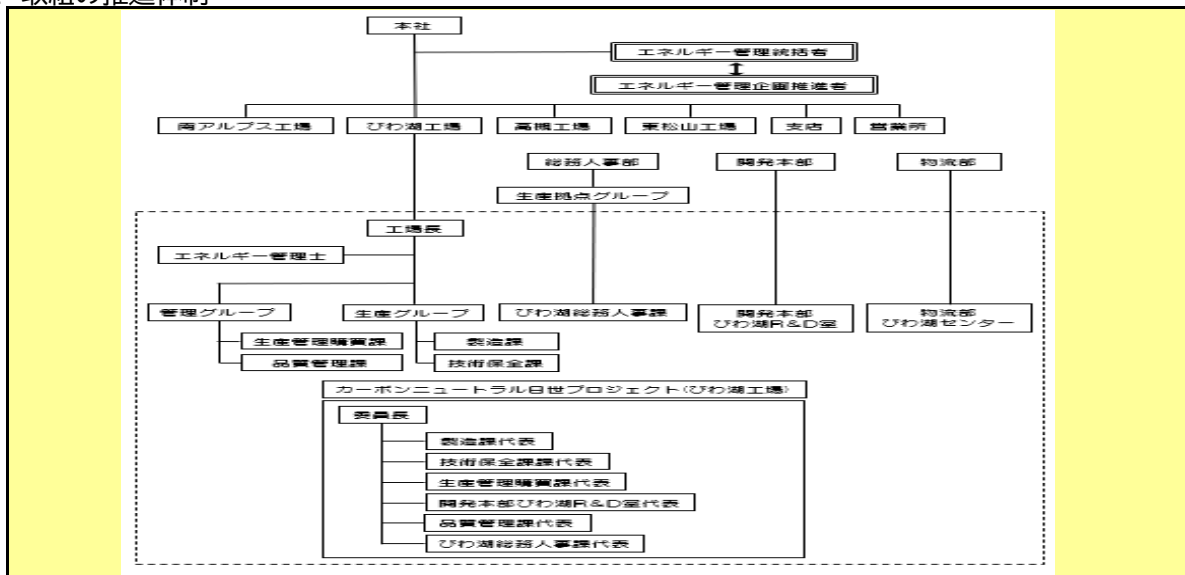 取組の推進体制
本社
エネルギー管理統括者
エネルギー管理企画推進者
南アルプス工場
びわ湖工場
高槻工場
東松山工場
支店
営業所
総務人事部
開発本部
物流部
生産拠点グループ
工場長
エネルギー管理士
管理グループ
生産グループ
びわ湖総務人事課
開発本部
びわ湖R&D室
物流部
びわ湖センター
生産管理購買課
製造課
品質管理課
技術保全課
カーボンニュートラル日世プロジェクト(びわ湖工場)
委員長
製造課代表
技術保全課課代表
生産管理購買課代表
開発本部びわ湖R&D室代表
品質管理課代表
びわ湖総務人事課代表